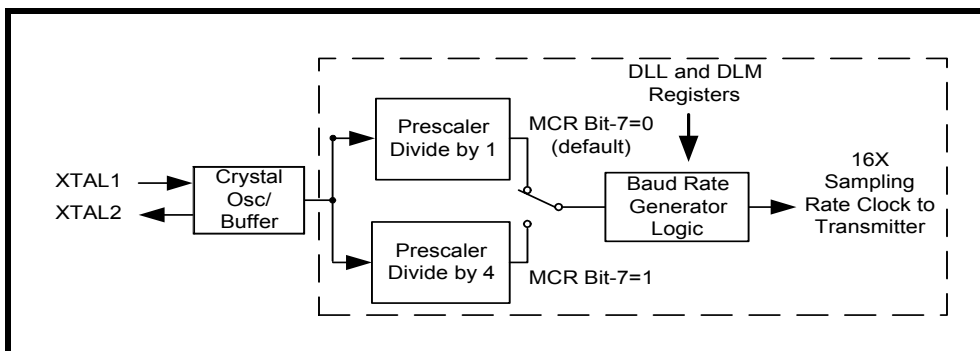 DLL and DLM
Registers
Prescaler
Divide by 1
MCR Bit-7=0
(default)
XTAL1
XTAL2
Crystal
Osc/
Buffer
Baud Rate
Generator
Logic
16X
Sampling
Rate Clock to
Transmitter
Prescaler
Divide by 4
MCR Bit-7=1